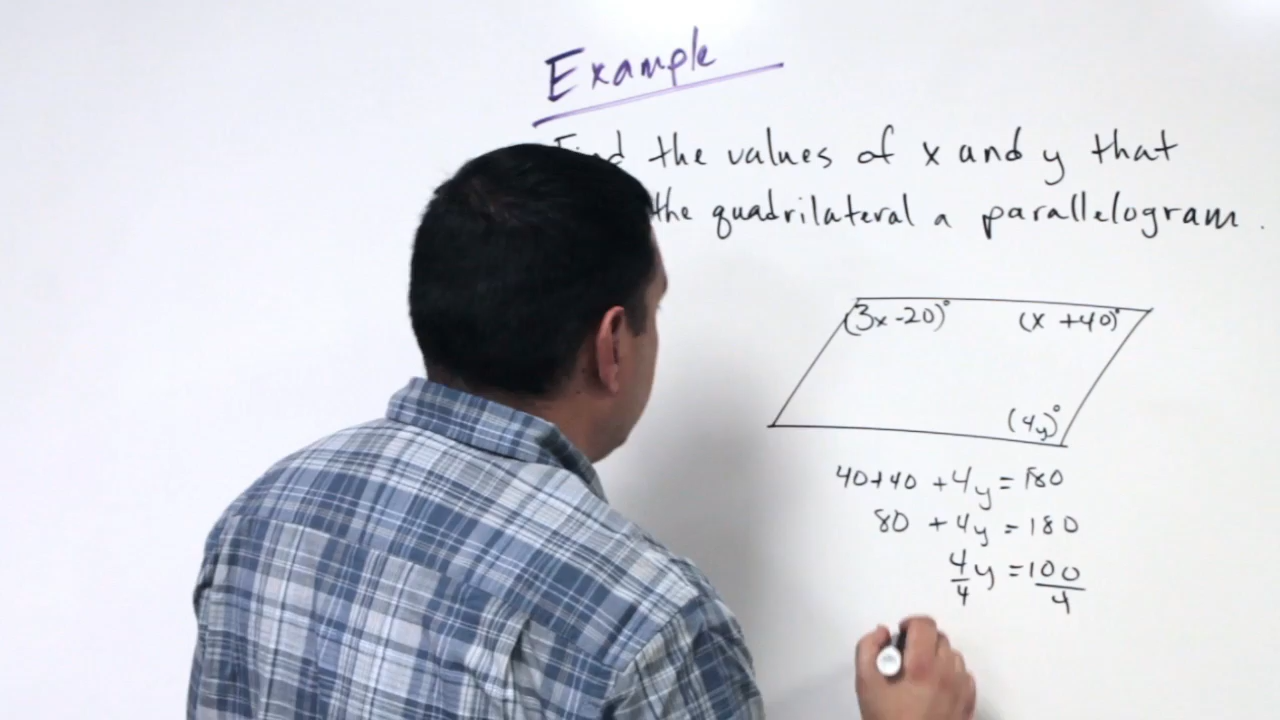 Example
Find the values of x and y that
the quadrilateral a parallelogram.
(3x-20)° (x+40)°
(4y)°
40+40+4y=180
80+4y=180
4/4 y=100/4